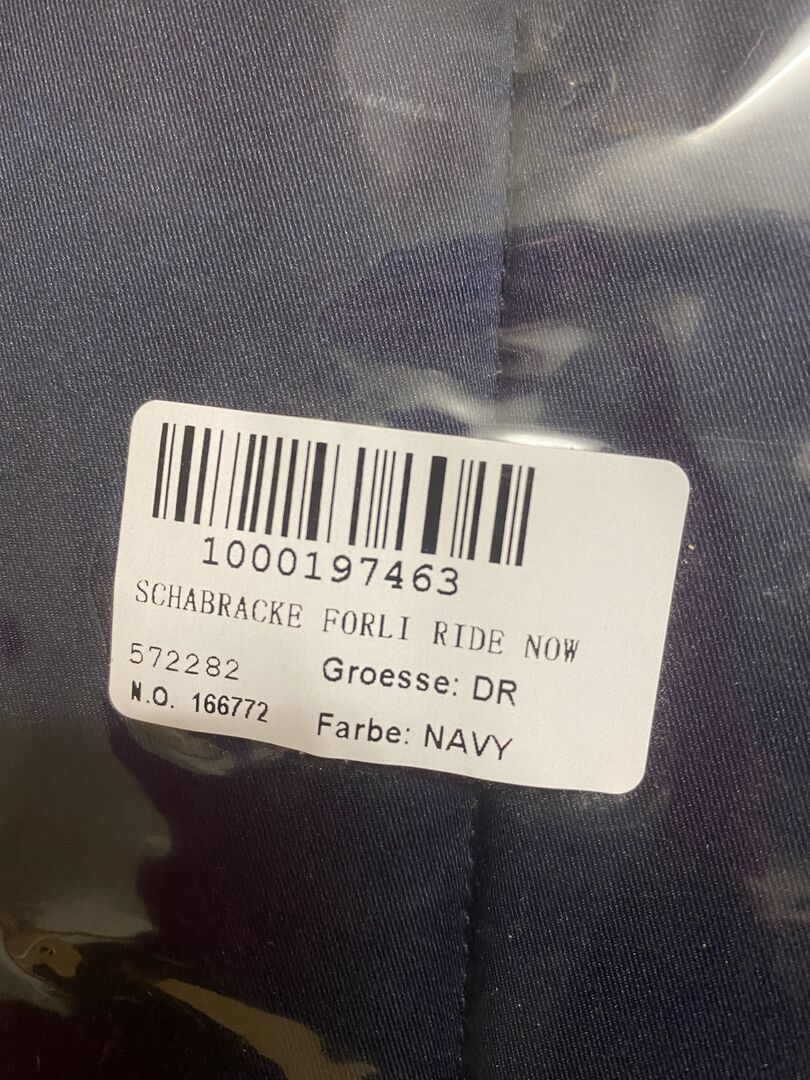 1000197463
SCHABRACKE FORLI RIDE NOW
572282 Groesse: DR
N.O. 166772 Farbe: NAVY